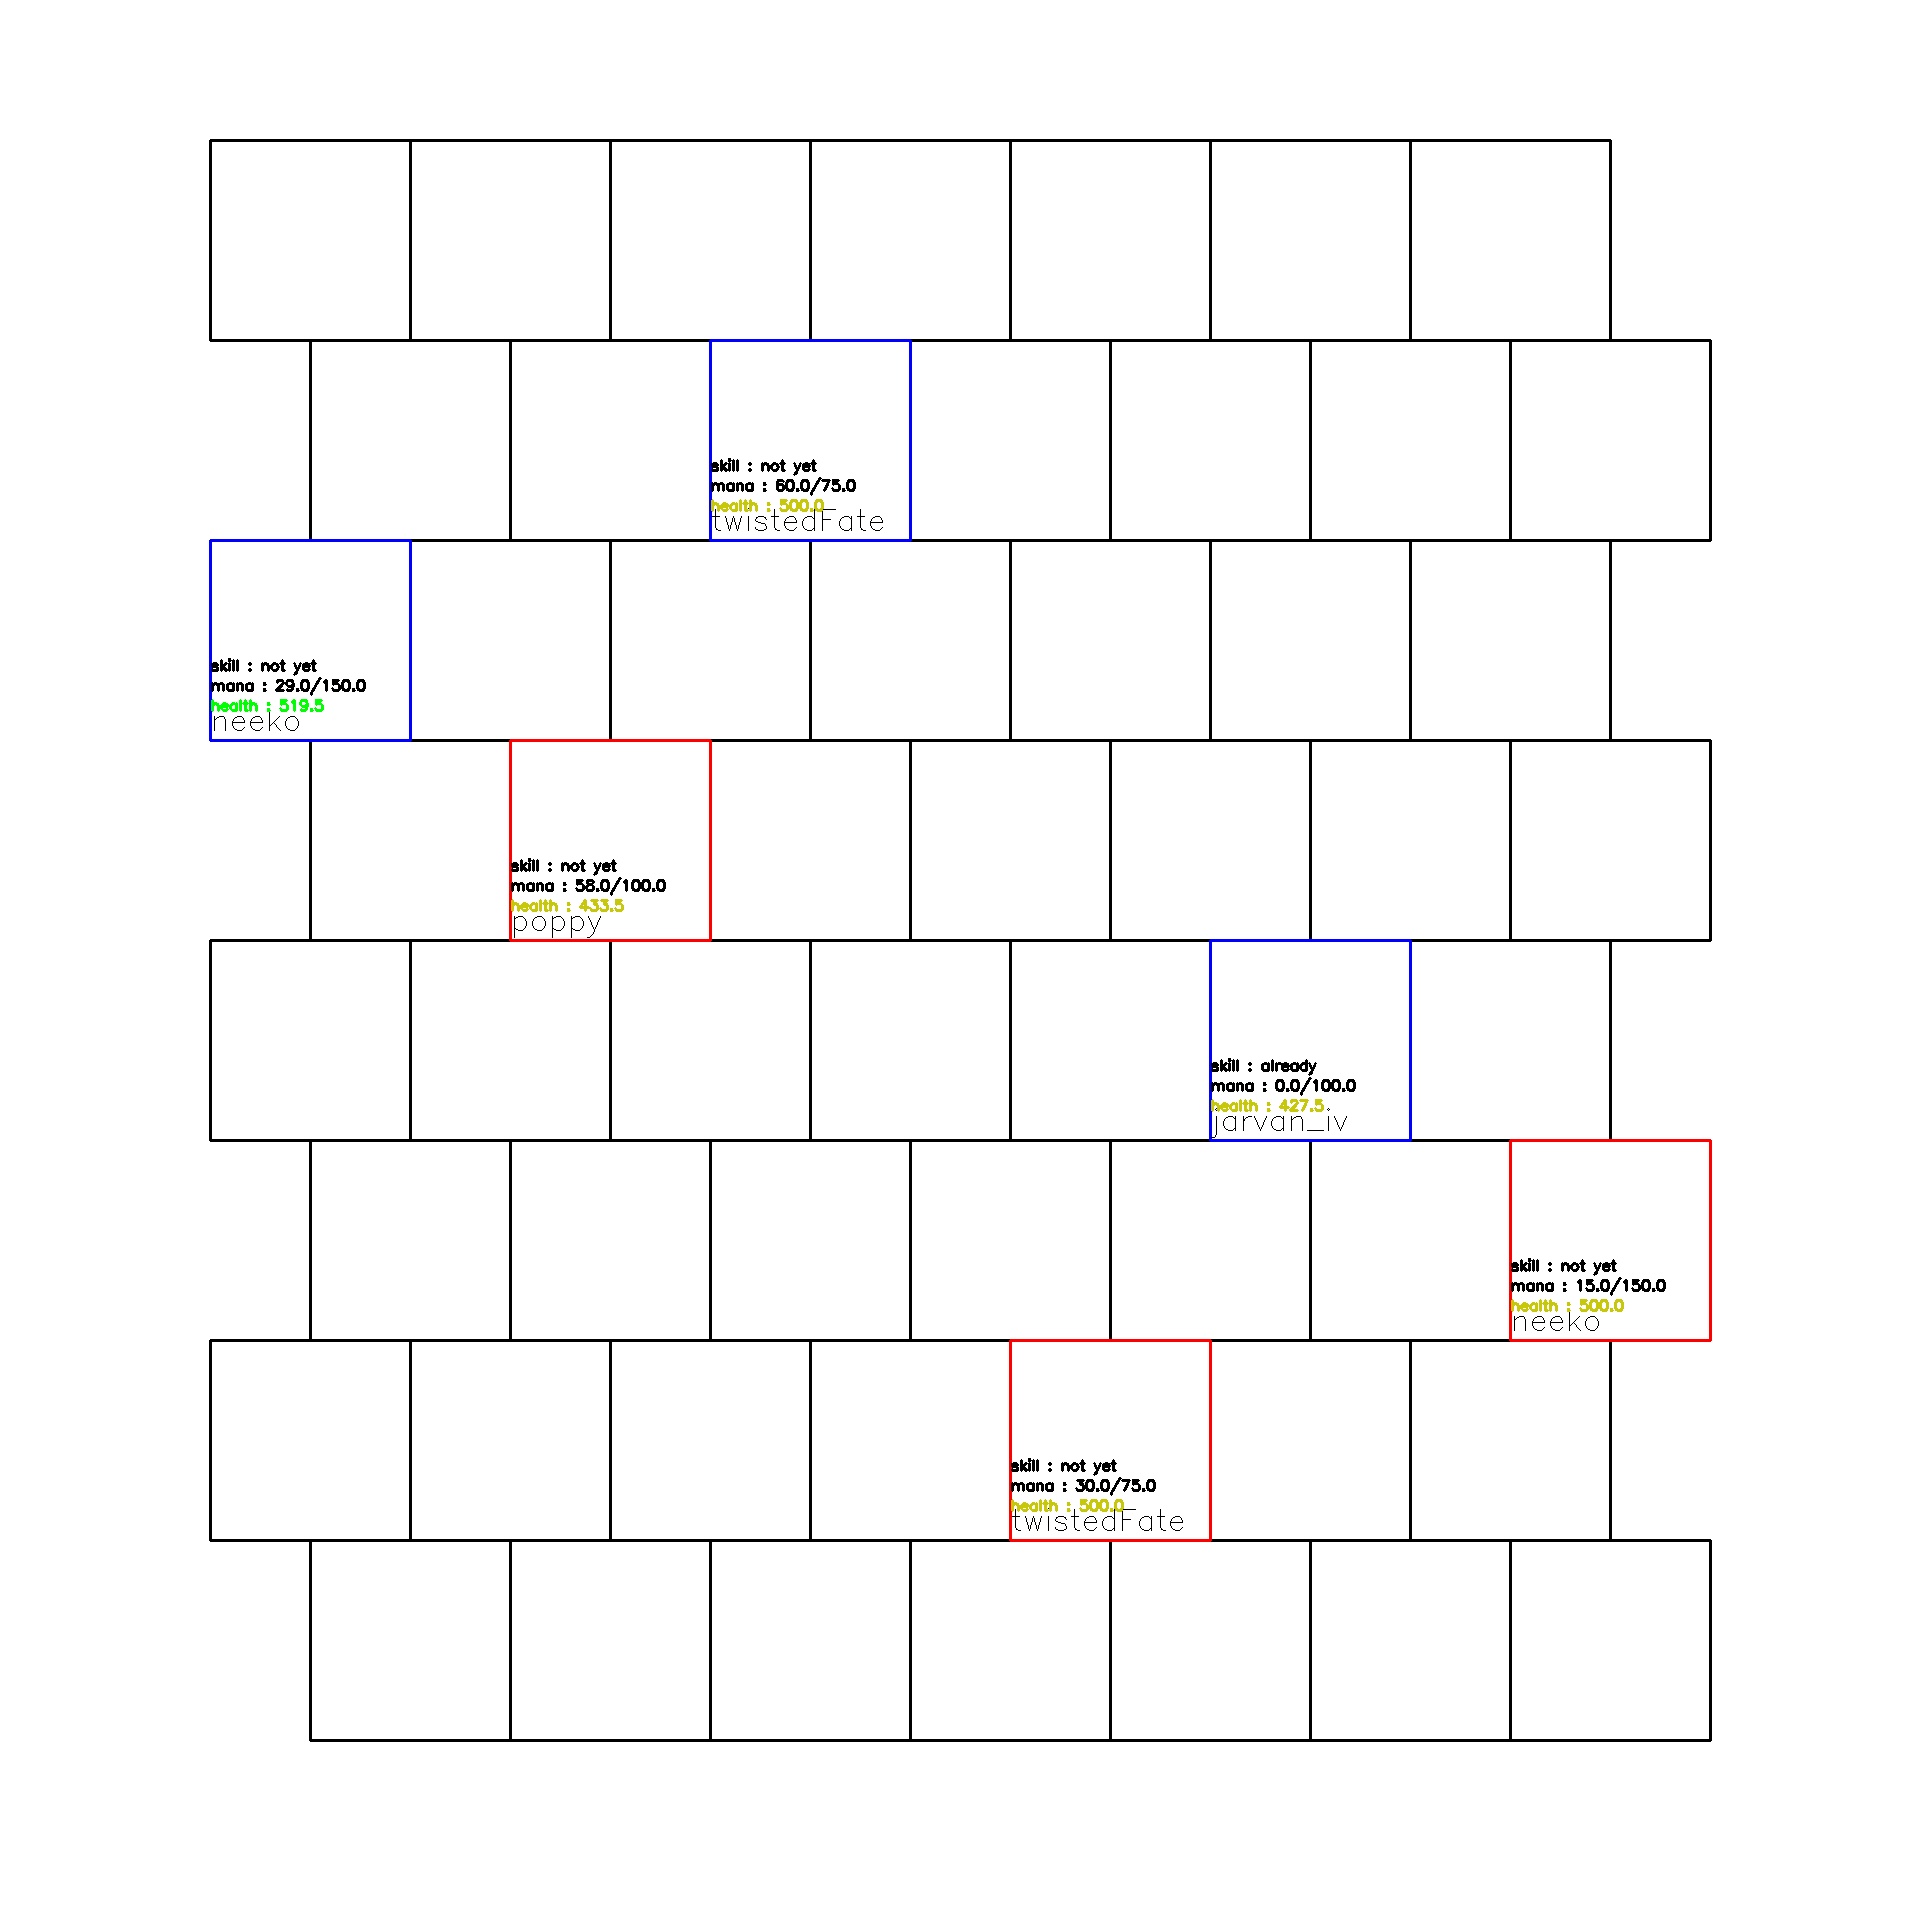 skill : not yet
mana : 60.0/75.0
health : 500.0
twistedFate
skill : not yet
mana : 29.0/150.0
health : 519.5
neeko
skill : not yet
mana : 58.0/100.0
health : 433.5
poppy
skill : already
mana : 0.0/100.0
health : 427.5
jarvan_iv
skill : not yet
mana : 15.0/150.0
health : 500.0
neeko
skill : not yet
mana : 30.0/75.0
health : 500.0
twistedFate